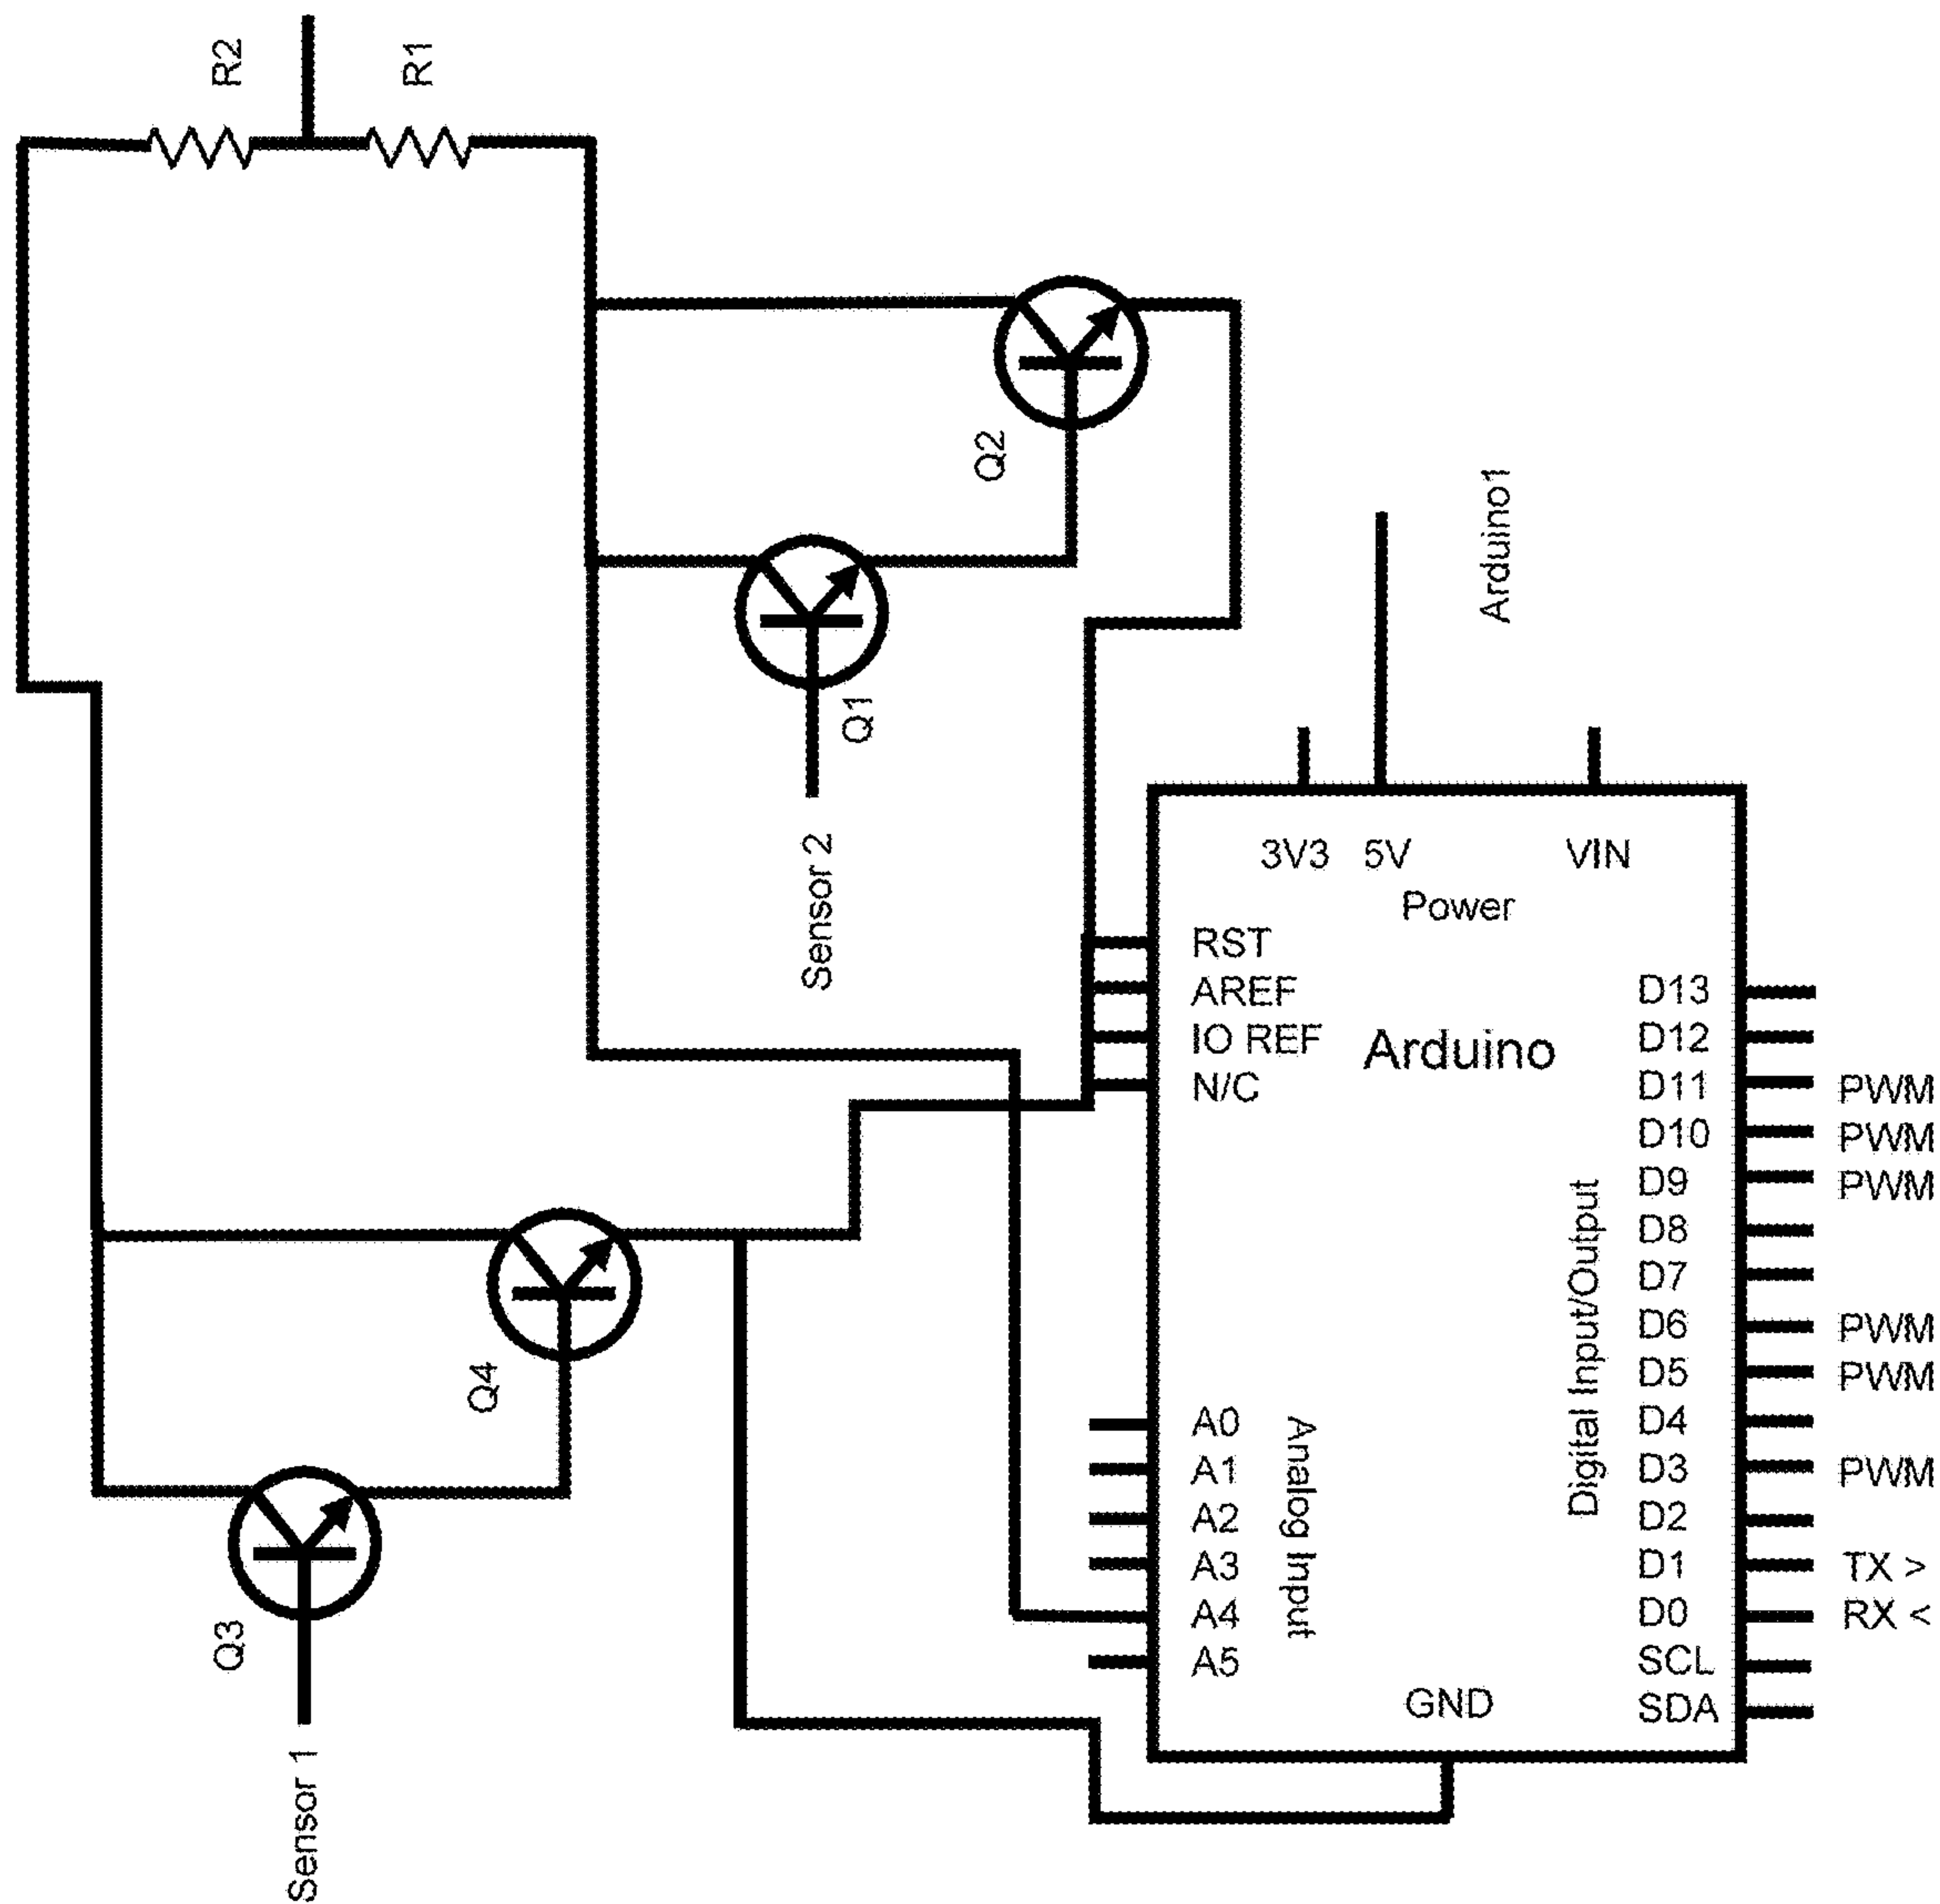 R2
R1
Q2
Arduino1
Q1
Sensor 2
3V3 5V VIN
Power
RST
AREF
IO REF
N/C
Arduino
D13
D12
D11 PWM
D10 PWM
D9 PWM
D8
D7
D6 PWM
D5 PWM
D4
D3 PWM
D2
D1 TX >
D0 RX <
SCL
SDA
Digital Input/Output
Q4
A0
A1
A2
A3
A4
A5
Analog Input
GND
Q3
Sensor 1